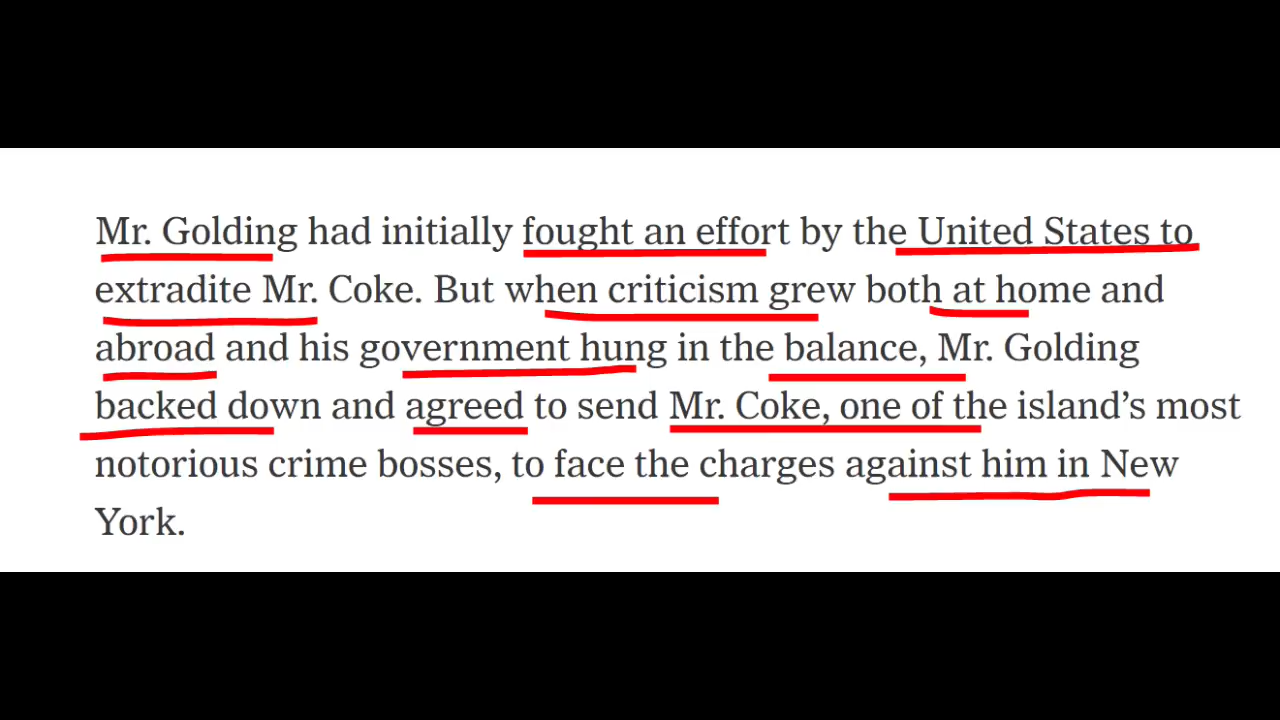 Mr. Golding had initially fought an effort by the United States to
extradite Mr. Coke. But when criticism grew both at home and
abroad and his government hung in the balance, Mr. Golding
backed down and agreed to send Mr. Coke, one of the island’s most
notorious crime bosses, to face the charges against him in New
York.